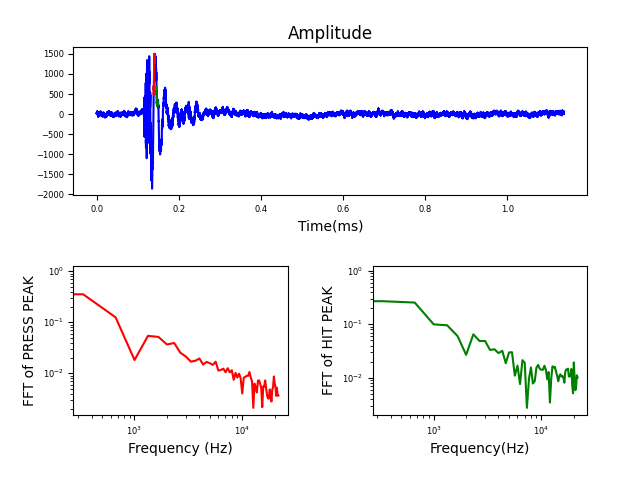 Amplitude
1500
1000
500
0
−500
−1000
−1500
−2000
0.0 0.2 0.4 0.6 0.8 1.0
Time(ms)
FFT of PRESS PEAK
10⁰
10⁻¹
10⁻²
10³ 10⁴
Frequency (Hz)
FFT of HIT PEAK
10⁰
10⁻¹
10⁻²
10³ 10⁴
Frequency(Hz)